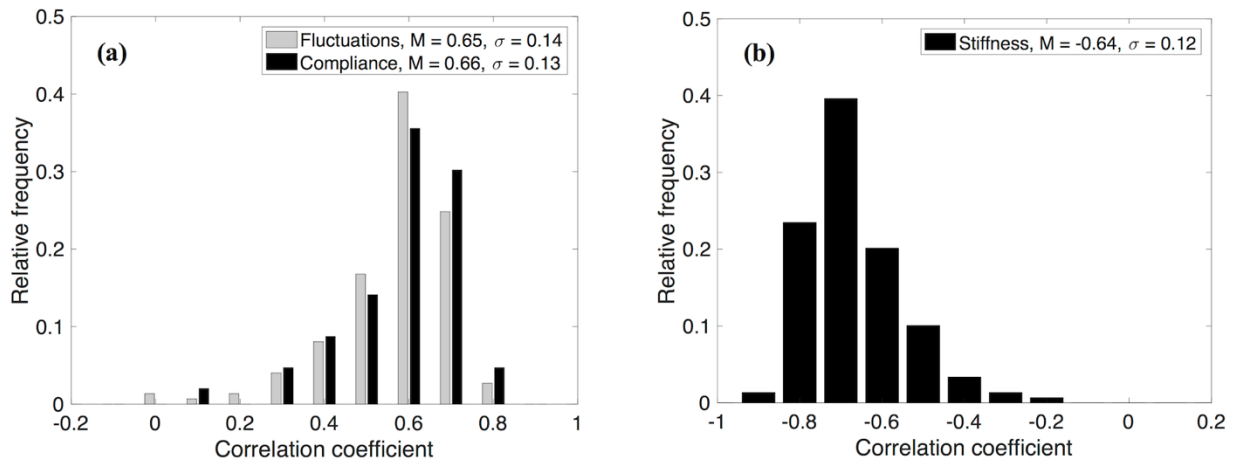 (a)
Fluctuations, M = 0.65, σ = 0.14
Compliance, M = 0.66, σ = 0.13
Relative frequency
0.5
0.4
0.3
0.2
0.1
0
-0.2 0 0.2 0.4 0.6 0.8 1
Correlation coefficient
(b)
Stiffness, M = -0.64, σ = 0.12
Relative frequency
0.5
0.4
0.3
0.2
0.1
0
-1 -0.8 -0.6 -0.4 -0.2 0 0.2
Correlation coefficient